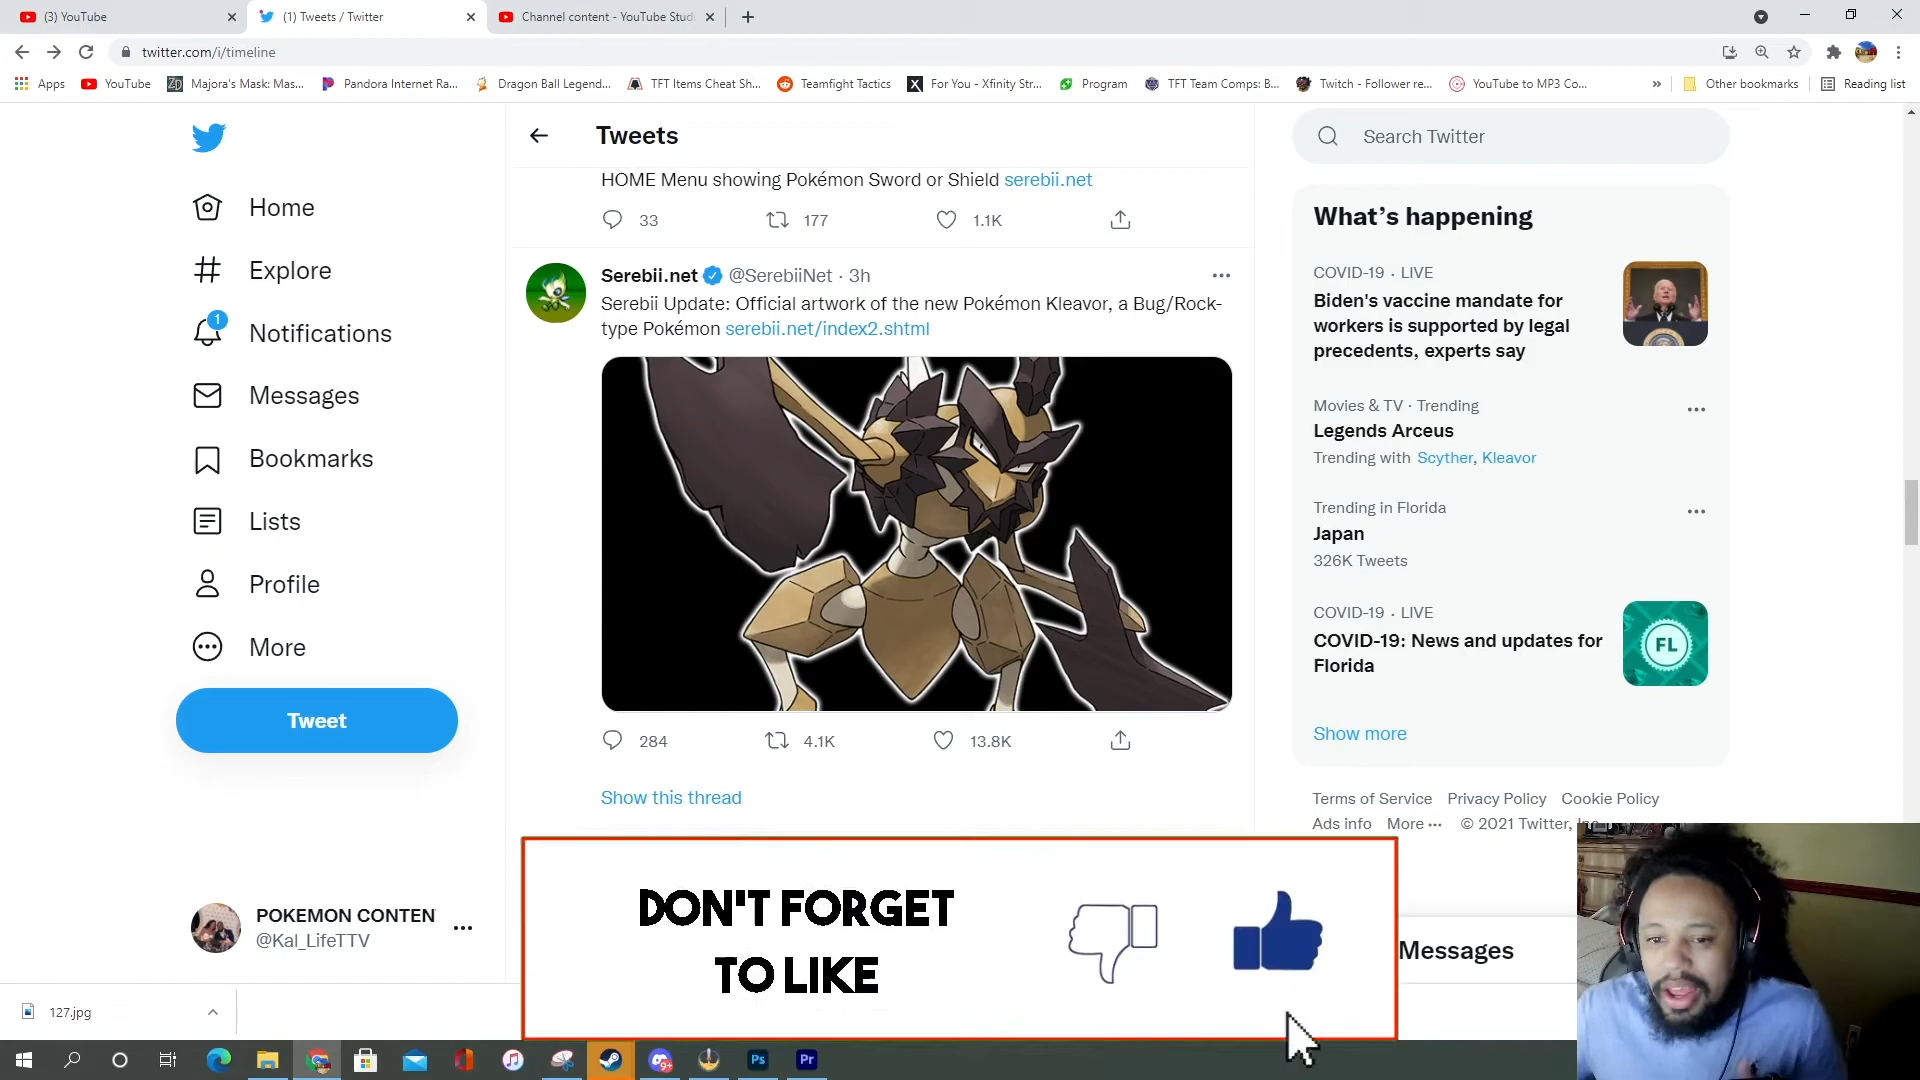 (3) YouTube
(1) Tweets / Twitter
Channel content - YouTube Studi
twitter.com/i/timeline
Apps
YouTube
ZD
Majora's Mask: Mas...
Pandora Internet Ra...
Dragon Ball Legend...
TFT Items Cheat Sh...
Teamfight Tactics
For You - Xfinity Str...
Program
TFT Team Comps: B...
Twitch - Follower re...
YouTube to MP3 Co...
»
Other bookmarks
Reading list
Home
Explore
1
Notifications
Messages
Bookmarks
Lists
Profile
More
Tweet
POKEMON CONTEN
@Kal_LifeTTV
127.jpg
Tweets
HOME Menu showing Pokémon Sword or Shield serebii.net
33 177 1.1K
Serebii.net @SerebiiNet · 3h
Serebii Update: Official artwork of the new Pokémon Kleavor, a Bug/Rock-
type Pokémon serebii.net/index2.shtml
284 4.1K 13.8K
Show this thread
DON'T FORGET
TO LIKE
Search Twitter
What's happening
COVID-19 · LIVE
Biden's vaccine mandate for
workers is supported by legal
precedents, experts say
Movies & TV · Trending
Legends Arceus
Trending with Scyther, Kleavor
Trending in Florida
Japan
326K Tweets
COVID-19 · LIVE
COVID-19: News and updates for
Florida
FL
Show more
Terms of Service Privacy Policy Cookie Policy
Ads info More ··· © 2021 Twitter,
Messages
9+
Ps
Pr